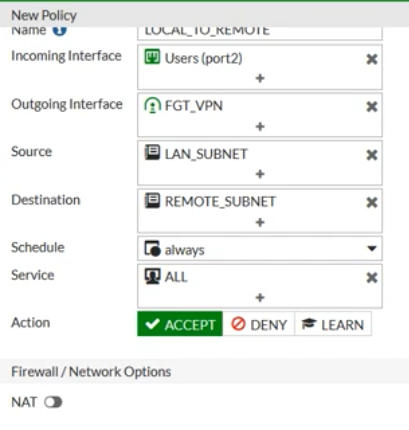 New Policy
Name LOCAL_TO_REMOTE
Incoming Interface Users (port2)
+
Outgoing Interface FGT_VPN
+
Source LAN_SUBNET
+
Destination REMOTE_SUBNET
+
Schedule always
Service ALL
+
Action ACCEPT DENY LEARN
Firewall / Network Options
NAT